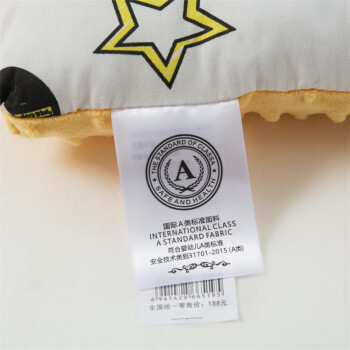 THE STANDARD OF CLASSA
A
SAFE AND HEALTH
国际A类标准面料
INTERNATIONAL CLASS
A STANDARD FABRIC
符合婴幼儿A类标准
安全技术类别31701-2015 (A类)
6941428665195
全国统一零售价: 188元